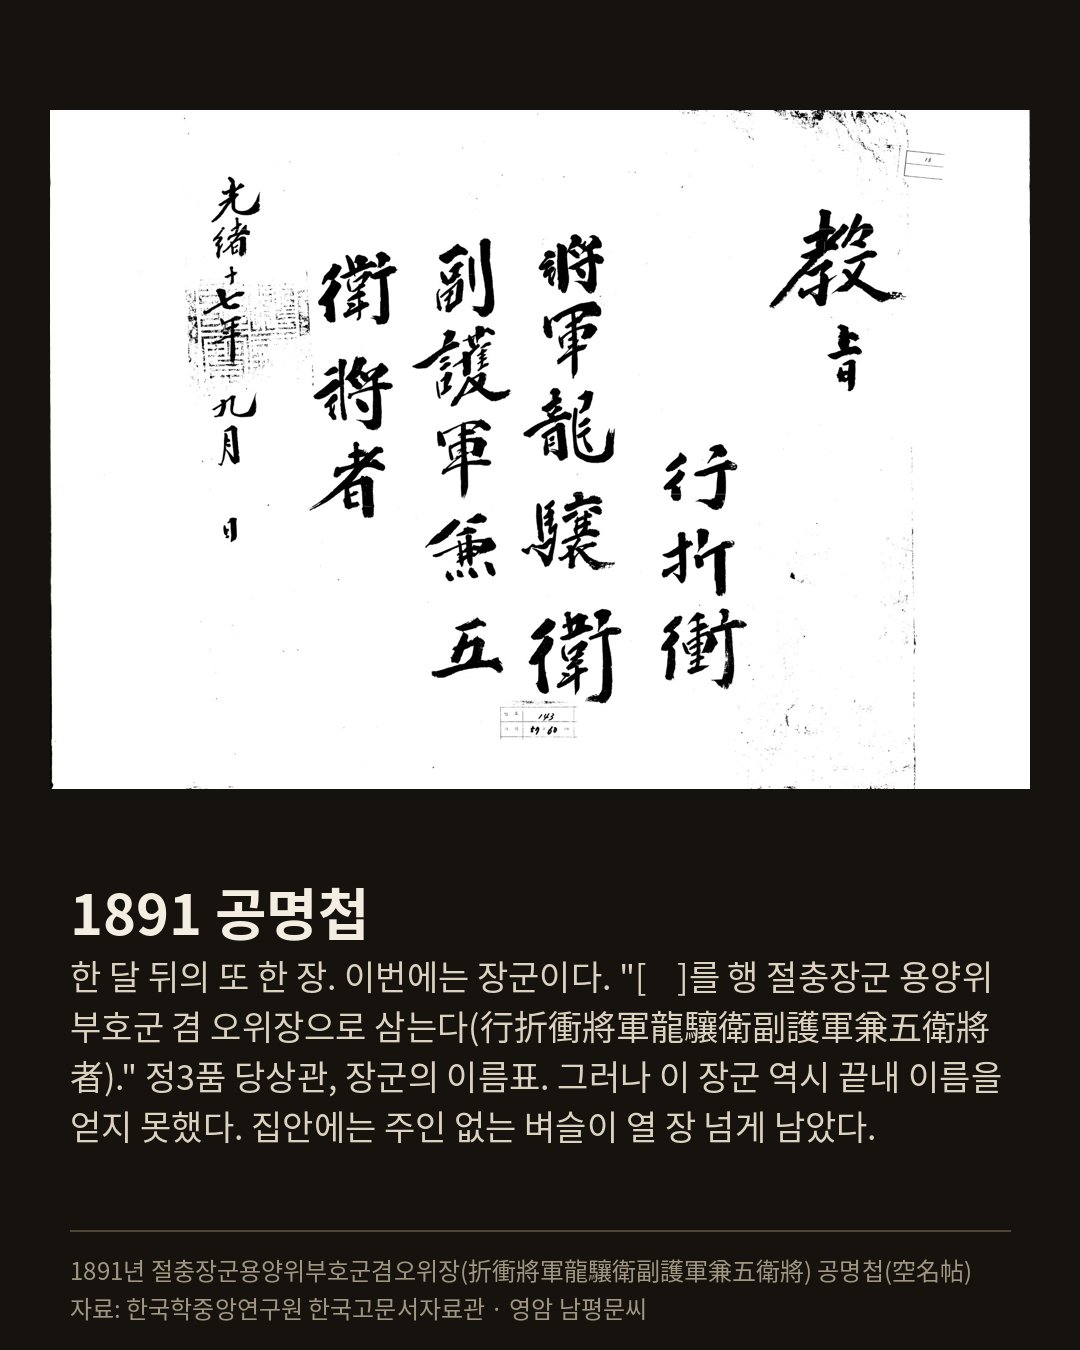 教
旨
行折衝
將軍龍驤衛
副護軍兼五
衛將者
光緖十七年 九月 日
13
143
59 60
1891 공명첩
한 달 뒤의 또 한 장. 이번에는 장군이다. "[ ]를 행 절충장군 용양위
부호군 겸 오위장으로 삼는다(行折衝將軍龍驤衛副護軍兼五衛將
者)." 정3품 당상관, 장군의 이름표. 그러나 이 장군 역시 끝내 이름을
얻지 못했다. 집안에는 주인 없는 벼슬이 열 장 넘게 남았다.
1891년 절충장군용양위부호군겸오위장(折衝將軍龍驤衛副護軍兼五衛將) 공명첩(空名帖)
자료: 한국학중앙연구원 한국고문서자료관 · 영암 남평문씨